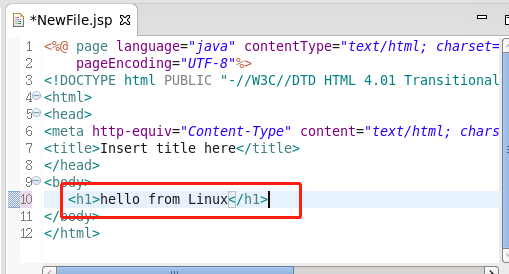 *NewFile.jsp
1 <%@ page language="java" contentType="text/html; charset=
2 pageEncoding="UTF-8"%>
3 <!DOCTYPE html PUBLIC "-//W3C//DTD HTML 4.01 Transitional
4 <html>
5 <head>
6 <meta http-equiv="Content-Type" content="text/html; chars
7 <title>Insert title here</title>
8 </head>
9 <body>
10 <h1>hello from Linux</h1>
11 </body>
12 </html>